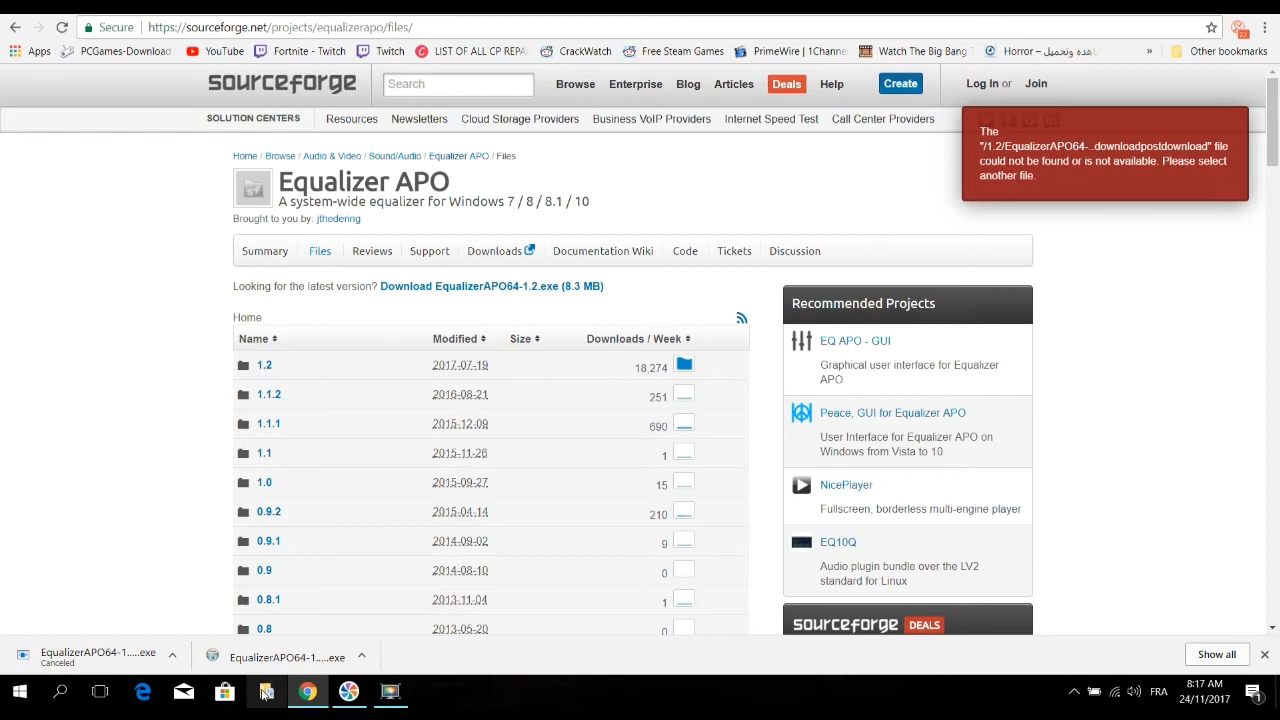 Secure
https://sourceforge.net/projects/equalizerapo/files/
21
Apps
PCGames-Download
YouTube
Fortnite - Twitch
Twitch
LIST OF ALL CP REPA
CrackWatch
Free Steam Games
PrimeWire | 1Channe
Watch The Big Bang
Horror – هده وتحميل
»
Other bookmarks
sourceforge
Search
Browse
Enterprise
Blog
Articles
Deals
Help
Create
Log In or Join
SOLUTION CENTERS
Resources
Newsletters
Cloud Storage Providers
Business VoIP Providers
Internet Speed Test
Call Center Providers
The
"/1.2/EqualizerAPO64-..downloadpostdownload" file
could not be found or is not available. Please select
another file.
Home / Browse / Audio & Video / Sound/Audio / Equalizer APO / Files
Equalizer APO
A system-wide equalizer for Windows 7 / 8 / 8.1 / 10
Brought to you by: jthedering
Summary
Files
Reviews
Support
Downloads
Documentation Wiki
Code
Tickets
Discussion
Looking for the latest version? Download EqualizerAPO64-1.2.exe (8.3 MB)
Home
Name
Modified
Size
Downloads / Week
1.2 2017-07-19 18,274
1.1.2 2016-08-21 251
1.1.1 2015-12-09 690
1.1 2015-11-26 1
1.0 2015-09-27 15
0.9.2 2015-04-14 210
0.9.1 2014-09-02 9
0.9 2014-08-10 0
0.8.1 2013-11-04 1
0.8 2013-05-20 0
Recommended Projects
EQ APO - GUI
Graphical user interface for Equalizer
APO
Peace, GUI for Equalizer APO
User Interface for Equalizer APO on
Windows from Vista to 10
NicePlayer
Fullscreen, borderless multi-engine player
EQ10Q
Audio plugin bundle over the LV2
standard for Linux
sourceforge DEALS
EqualizerAPO64-1.....exe
Canceled
EqualizerAPO64-1.....exe
Show all
FRA
8:17 AM
24/11/2017
1